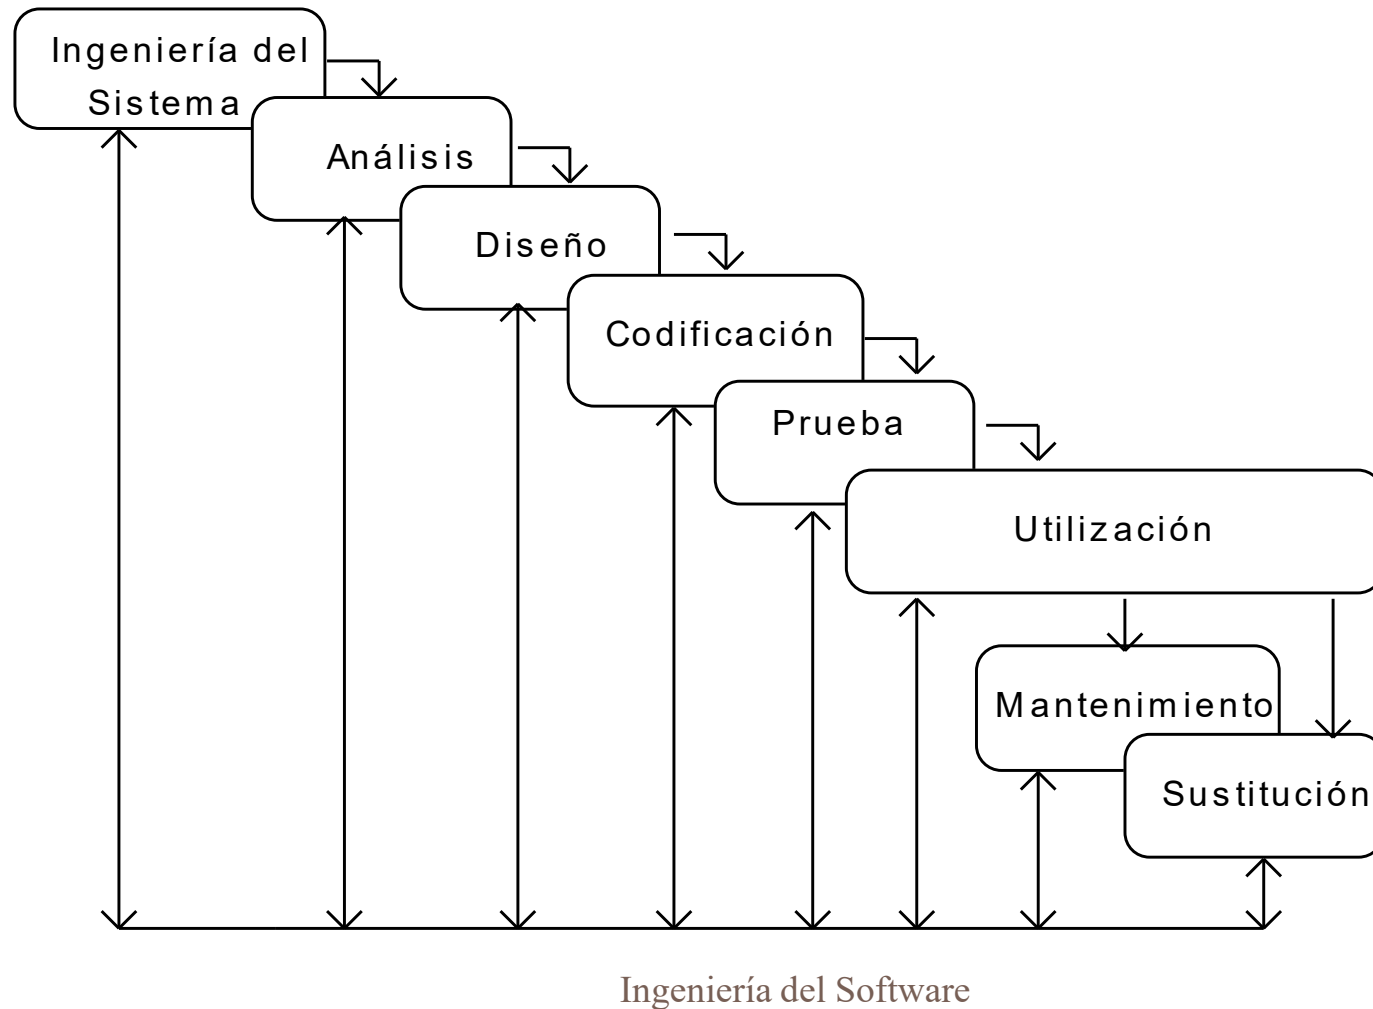 Ingeniería del
Sistema
Análisis
Diseño
Codificación
Prueba
Utilización
Mantenimiento
Sustitución
Ingeniería del Software